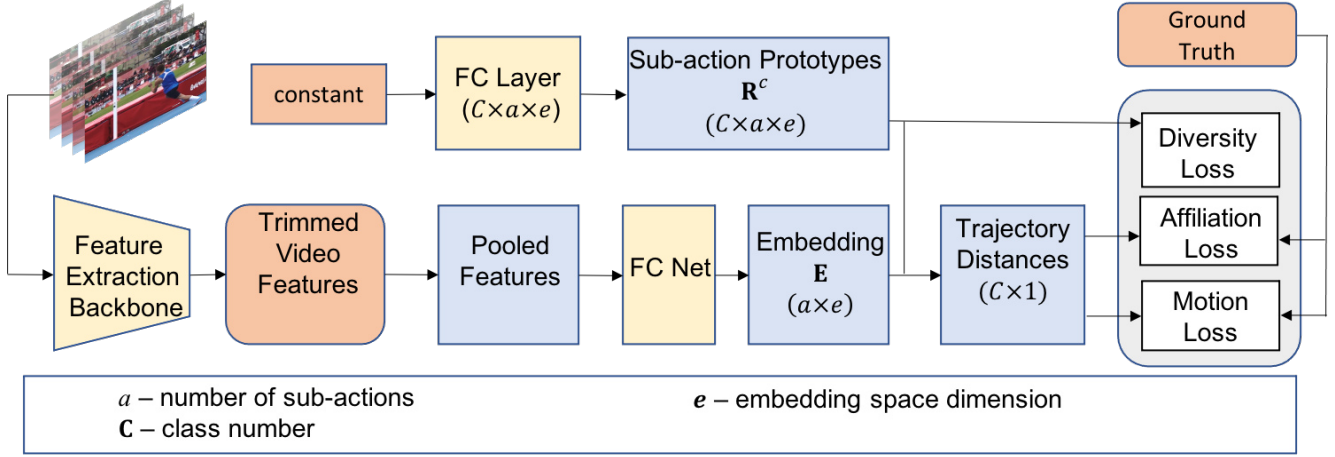 Ground
Truth
constant
FC Layer
(C×a×e)
Sub-action Prototypes
R^c
(C×a×e)
Diversity
Loss
Feature
Extraction
Backbone
Trimmed
Video
Features
Pooled
Features
FC Net
Embedding
E
(a×e)
Trajectory
Distances
(C×1)
Affiliation
Loss
Motion
Loss
a – number of sub-actions
e – embedding space dimension
C – class number